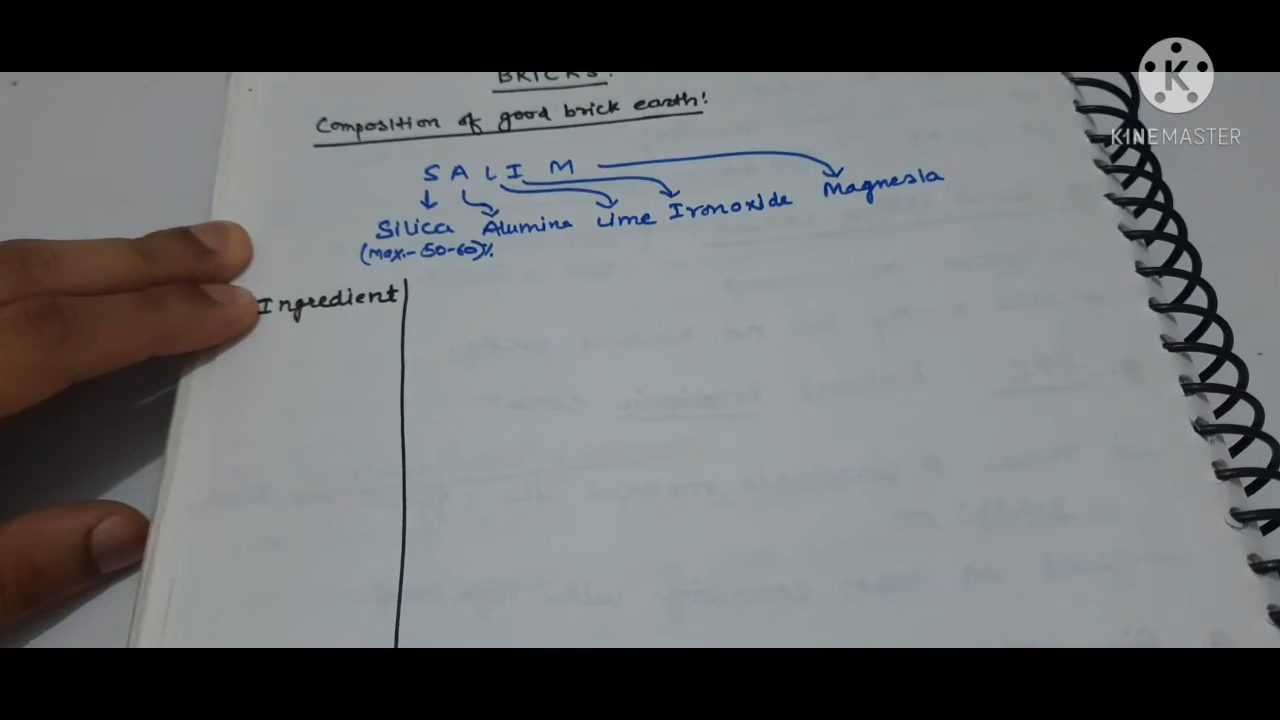 BRICKS:
Composition of good brick earth:
S A L I M
Silica Alumina Lime Ironoxide Magnesia
(max:- 50-60)%
Ingredient
K
KINEMASTER